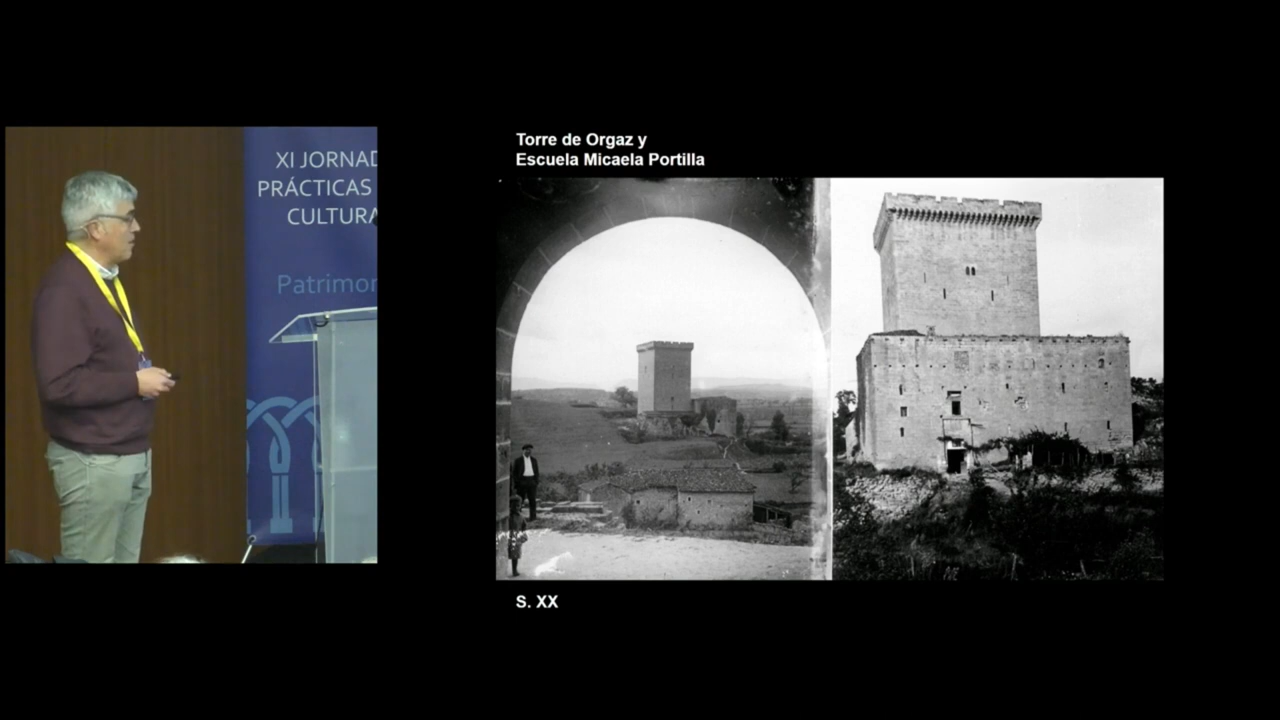 XI JORNAD
PRÁCTICAS
CULTURA
Patrimon
Torre de Orgaz y
Escuela Micaela Portilla
S. XX